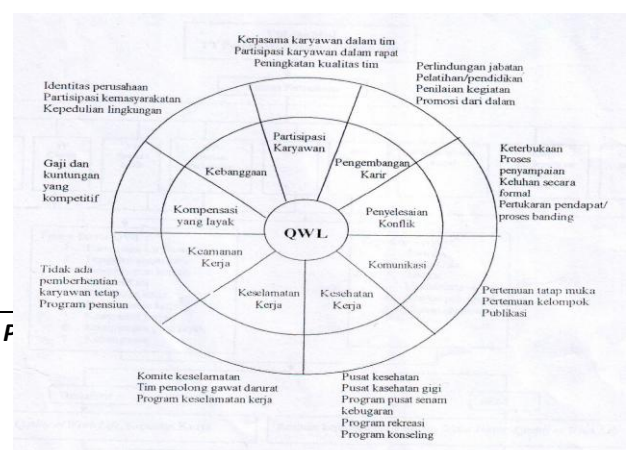 Kerjasama karyawan dalam tim
Partisipasi karyawan dalam rapat
Peningkatan kualitas tim
Perlindungan jabatan
Pelatihan/pendidikan
Penilaian kegiatan
Promosi dari dalam
Identitas perusahaan
Partisipasi kemasyarakatan
Kepedulian lingkungan
Partisipasi
Karyawan
Pengembangan
Karir
Keterbukaan
Proses
penyampaian
Keluhan secara
formal
Pertukaran pendapat/
proses banding
Gaji dan
kuntungan
yang
kompetitif
Kebanggaan
Kompensasi
yang layak
QWL
Penyelesaian
Konflik
Keamanan
Kerja
Komunikasi
Tidak ada
pemberhentian
karyawan tetap
Program pensiun
Keselamatan
Kerja
Kesehatan
Kerja
Pertemuan tatap muka
Pertemuan kelompok
Publikasi
P
Komite keselamatan
Tim penolong gawat darurat
Program keselamatan kerja
Pusat kesehatan
Pusat kasehatan gigi
Program pusat senam
kebugaran
Program rekreasi
Program konseling